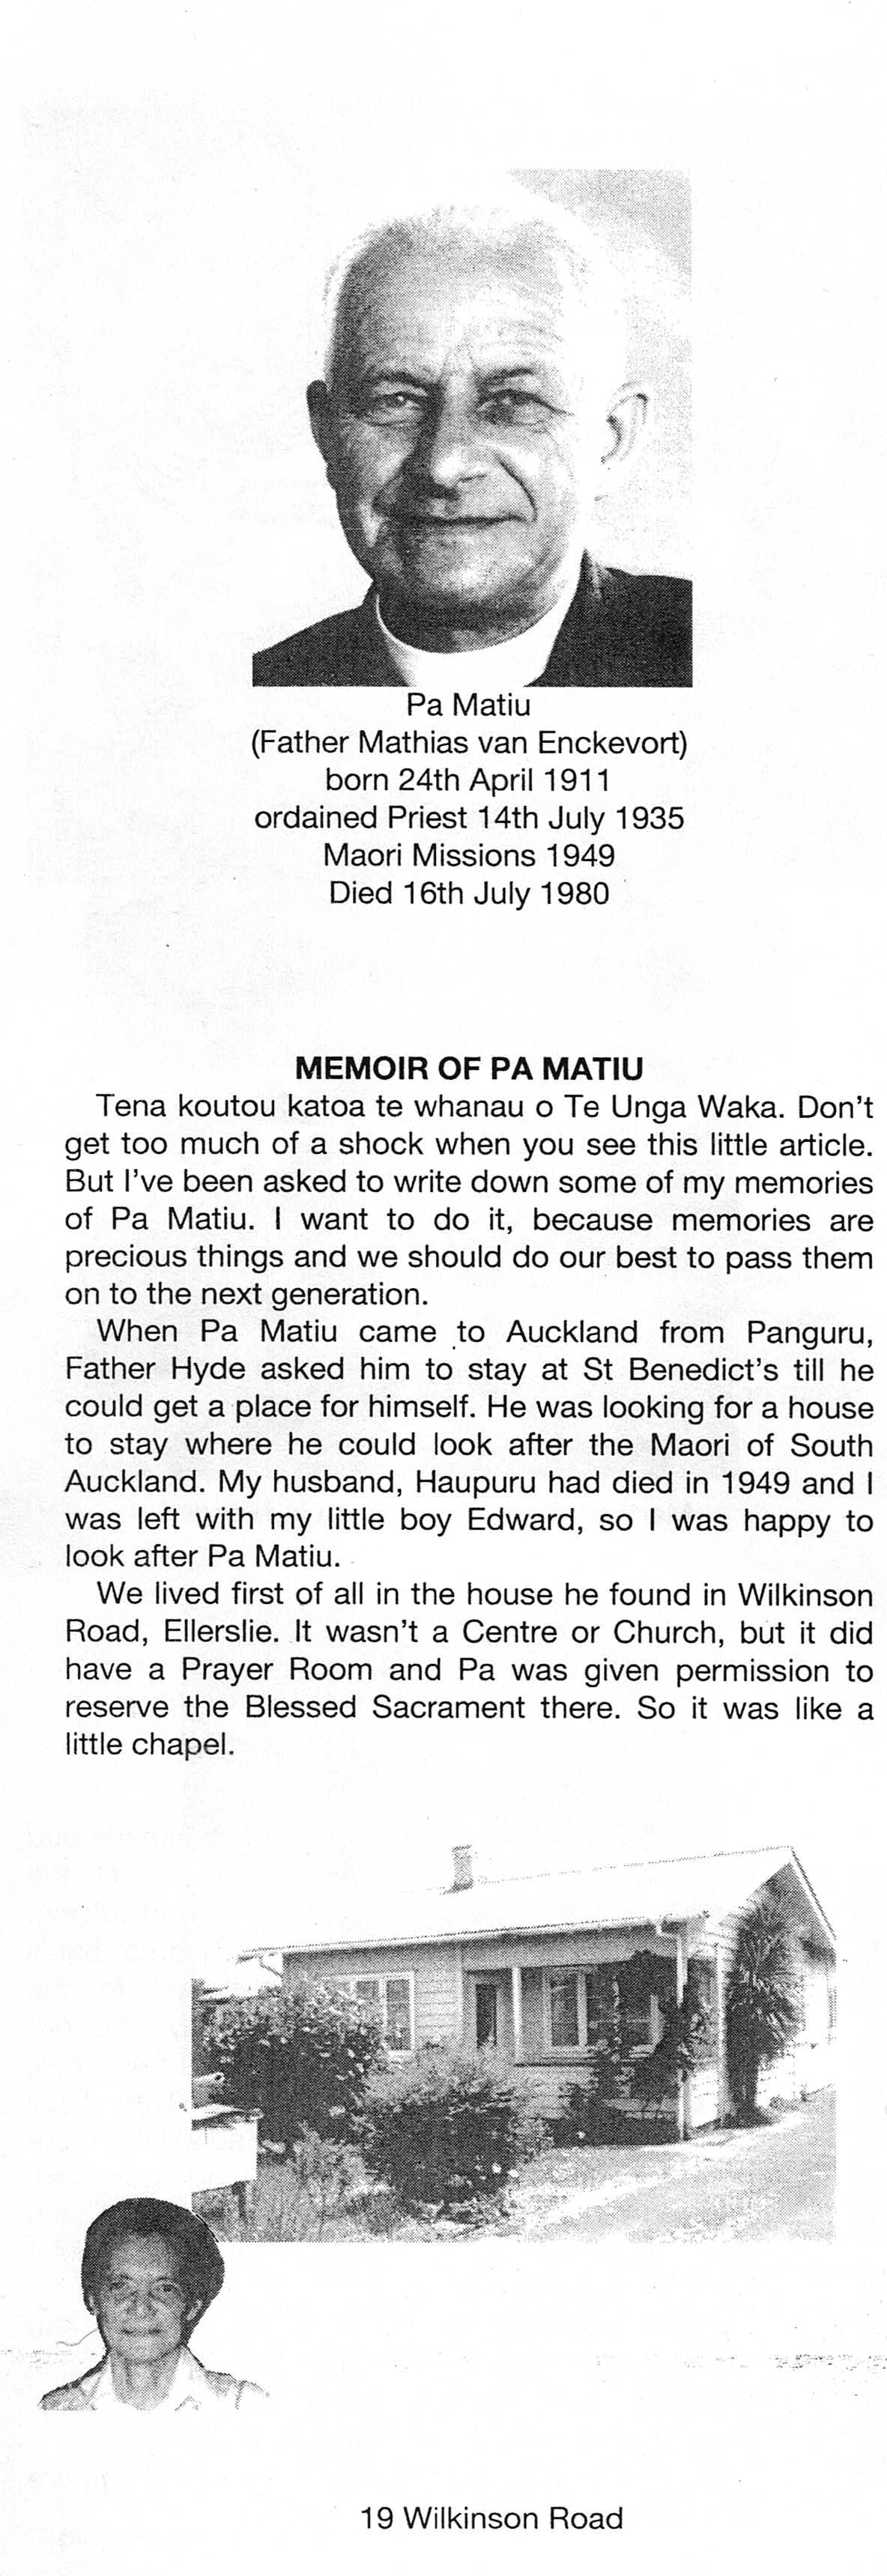 Pa Matiu
(Father Mathias van Enckevort)
born 24th April 1911
ordained Priest 14th July 1935
Maori Missions 1949
Died 16th July 1980
MEMOIR OF PA MATIU
Tena koutou katoa te whanau o Te Unga Waka. Don't
get too much of a shock when you see this little article.
But I've been asked to write down some of my memories
of Pa Matiu. I want to do it, because memories are
precious things and we should do our best to pass them
on to the next generation.
When Pa Matiu came to Auckland from Panguru,
Father Hyde asked him to stay at St Benedict's till he
could get a place for himself. He was looking for a house
to stay where he could look after the Maori of South
Auckland. My husband, Haupuru had died in 1949 and I
was left with my little boy Edward, so I was happy to
look after Pa Matiu.
We lived first of all in the house he found in Wilkinson
Road, Ellerslie. It wasn't a Centre or Church, but it did
have a Prayer Room and Pa was given permission to
reserve the Blessed Sacrament there. So it was like a
little chapel.
19 Wilkinson Road